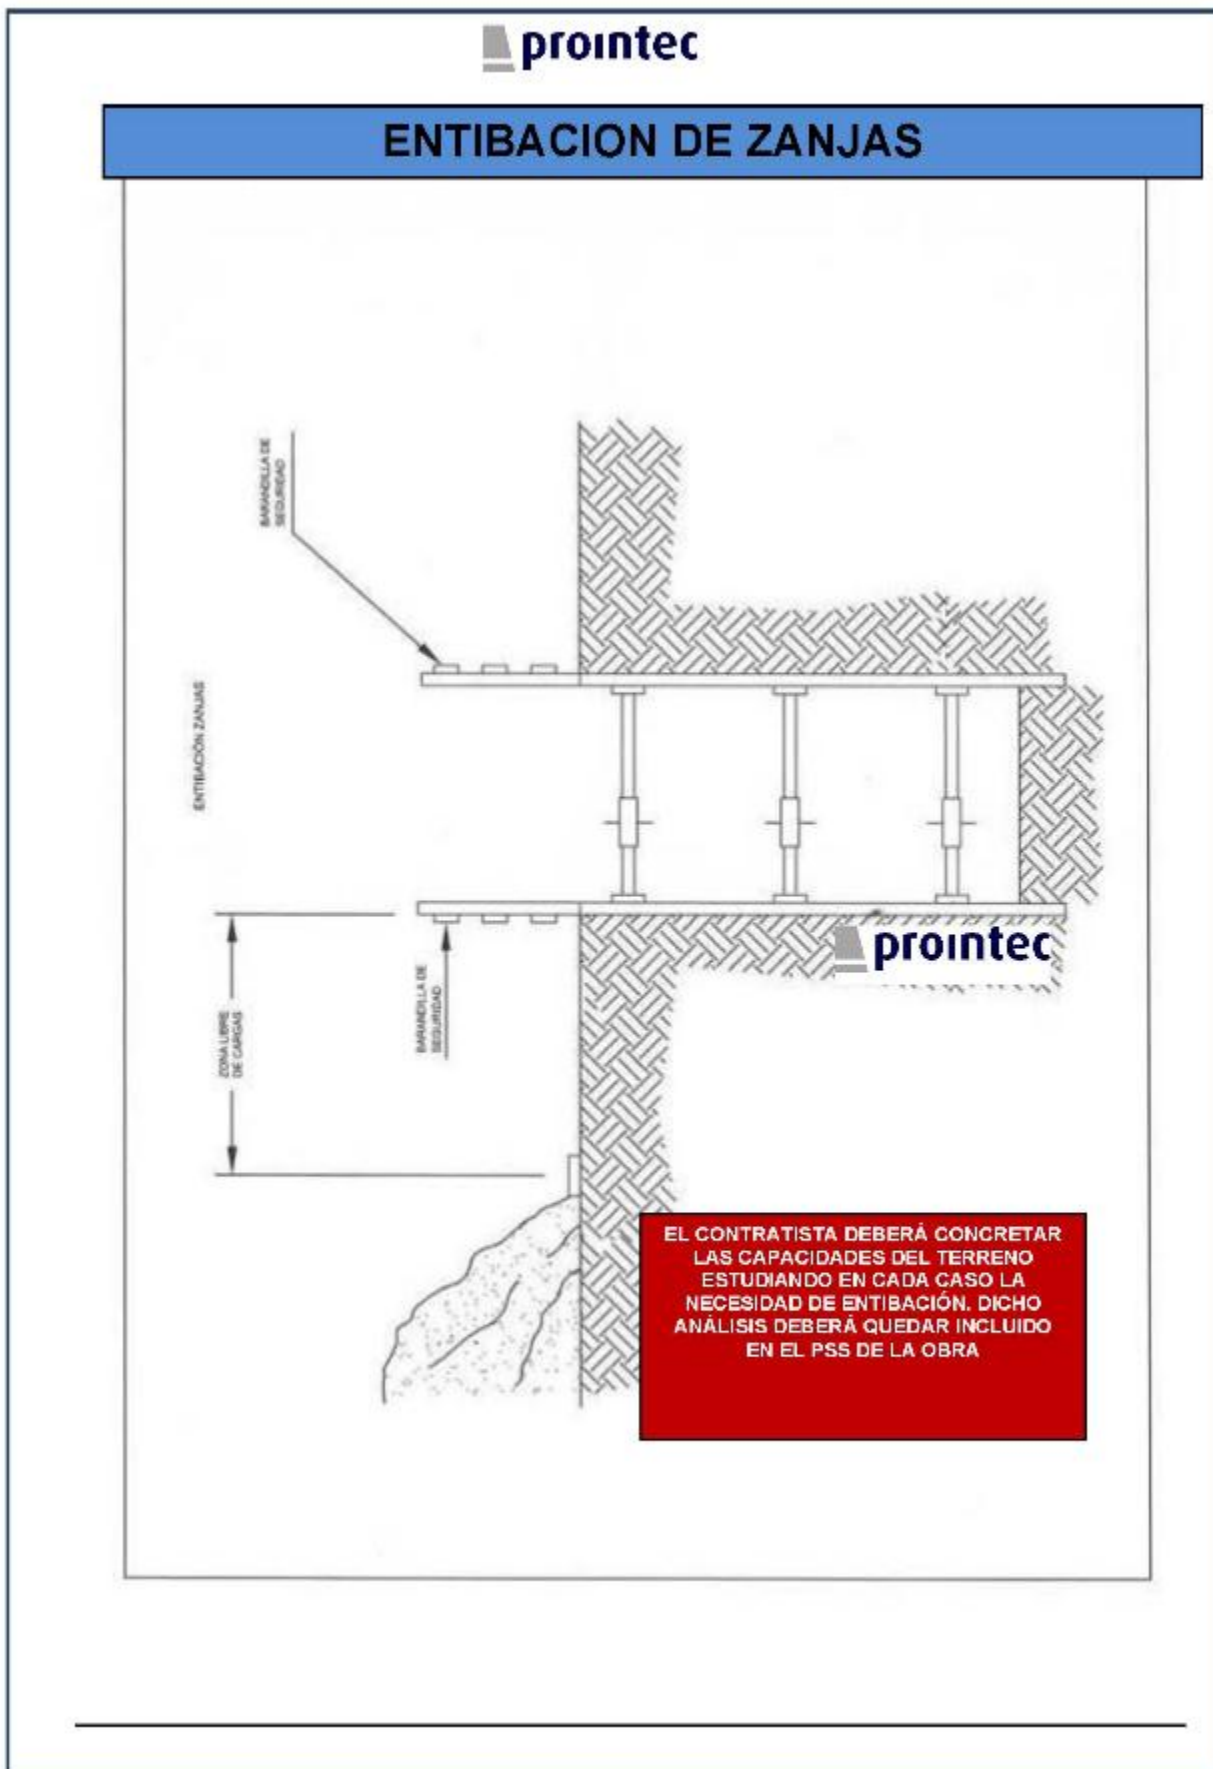 prointec
ENTIBACION DE ZANJAS
BARANDILLA DE
SEGURIDAD
ENTIBACIÓN ZANJAS
ZONA LIBRE
DE CARGAS
BARANDILLA DE
SEGURIDAD
prointec
EL CONTRATISTA DEBERÁ CONCRETAR
LAS CAPACIDADES DEL TERRENO
ESTUDIANDO EN CADA CASO LA
NECESIDAD DE ENTIBACIÓN. DICHO
ANÁLISIS DEBERÁ QUEDAR INCLUIDO
EN EL PSS DE LA OBRA